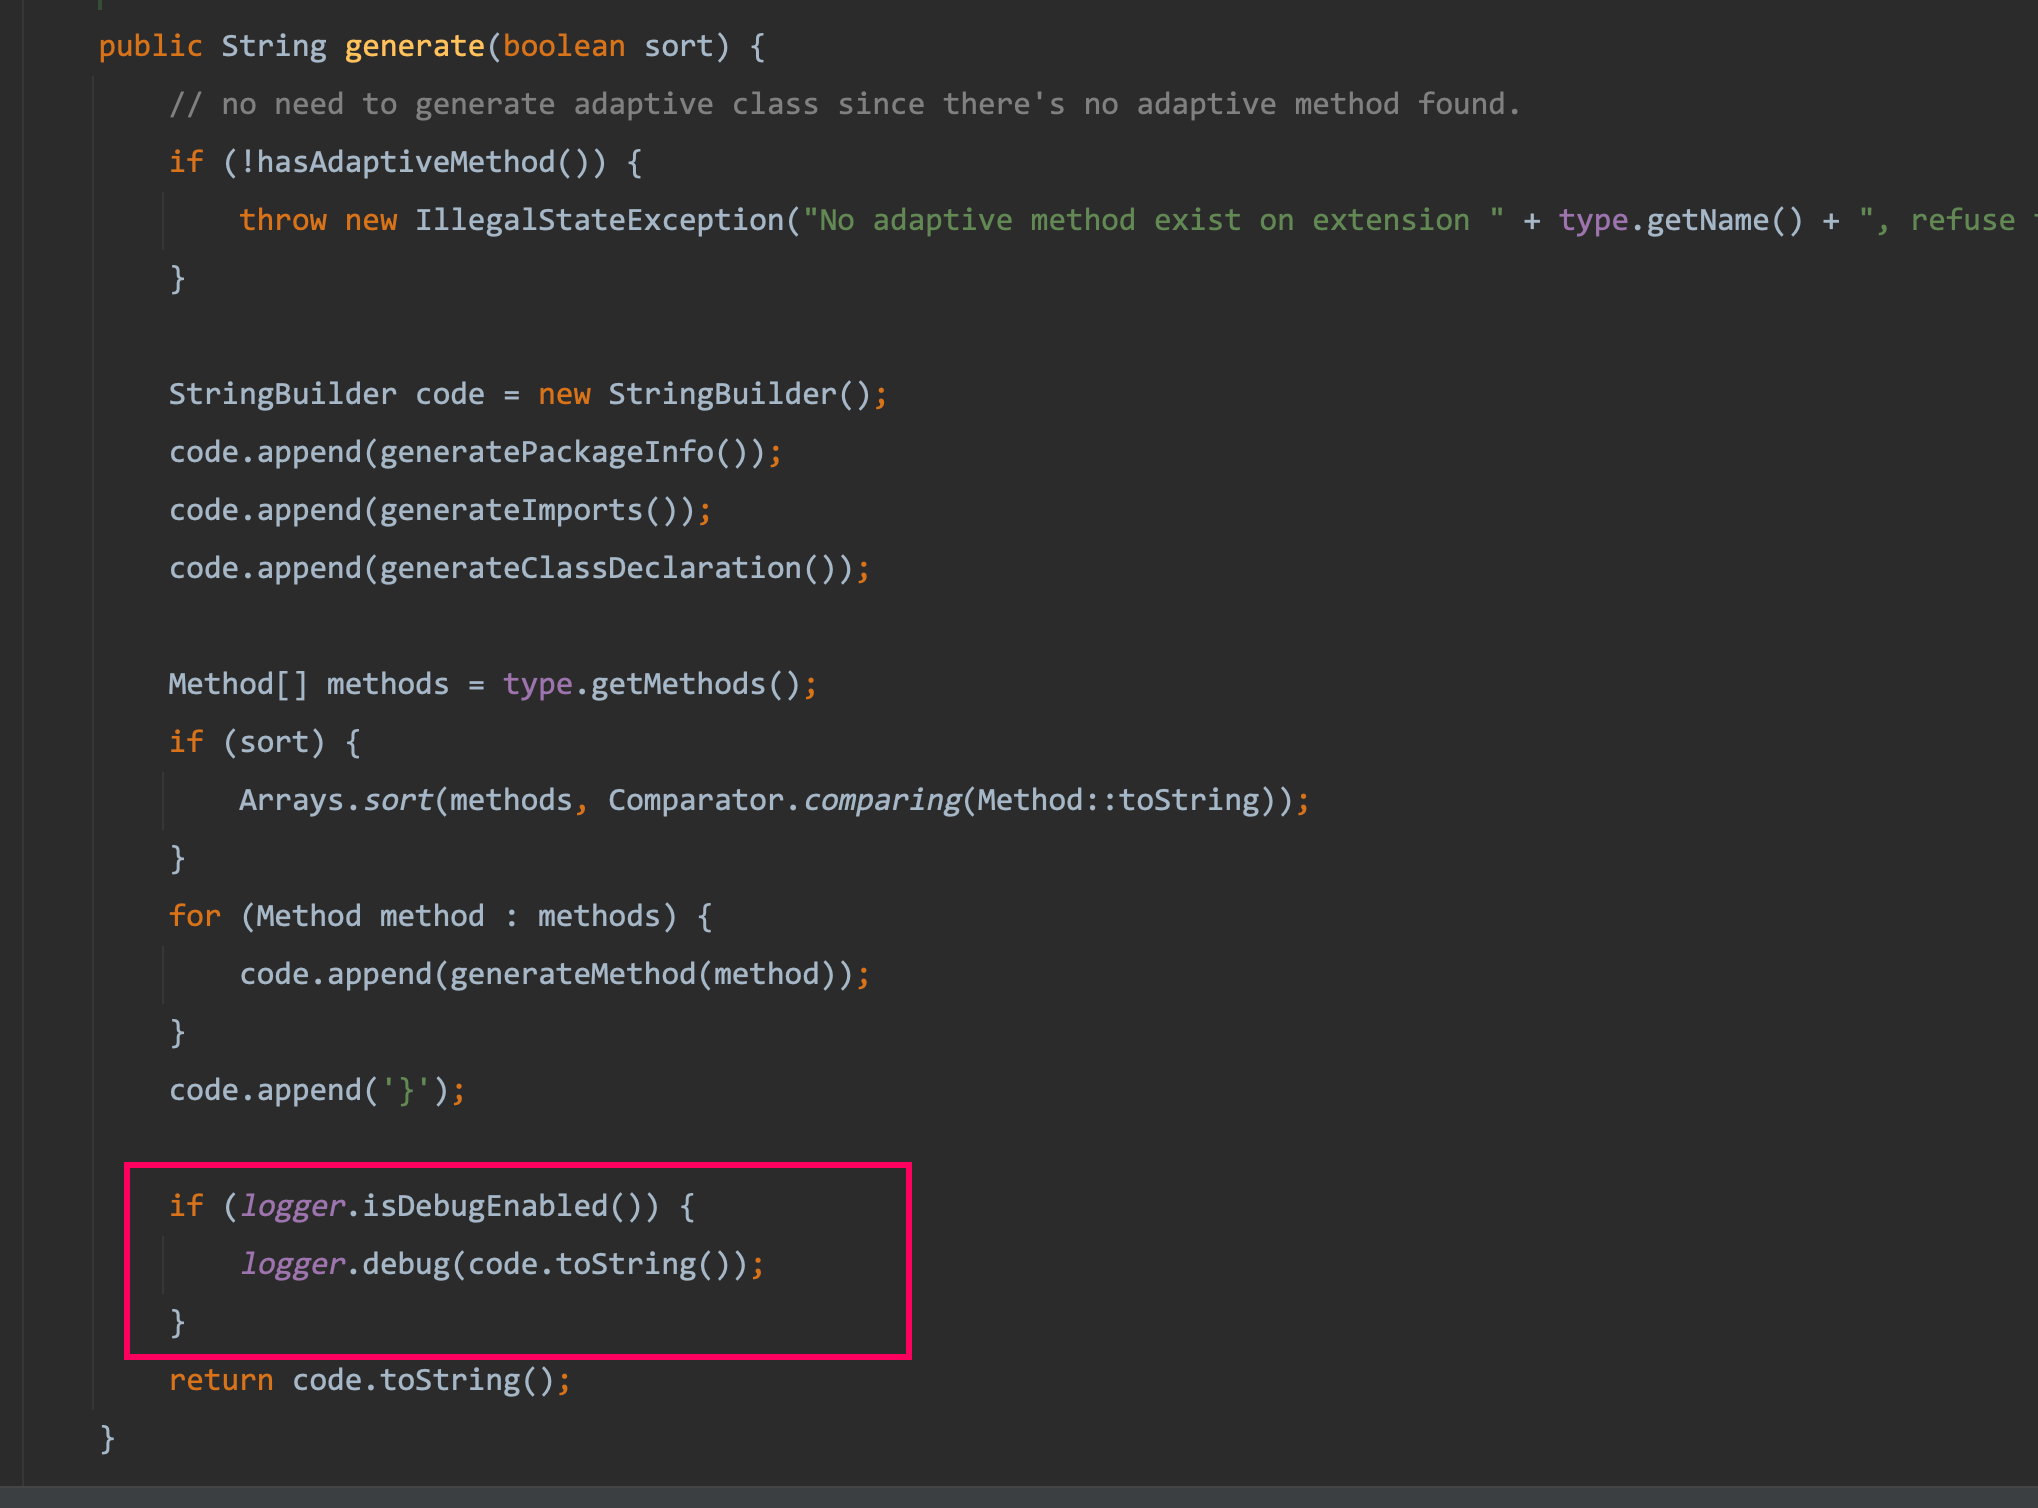 public String generate(boolean sort) {
// no need to generate adaptive class since there's no adaptive method found.
if (!hasAdaptiveMethod()) {
throw new IllegalStateException("No adaptive method exist on extension " + type.getName() + ", refuse
}
StringBuilder code = new StringBuilder();
code.append(generatePackageInfo());
code.append(generateImports());
code.append(generateClassDeclaration());
Method[] methods = type.getMethods();
if (sort) {
Arrays.sort(methods, Comparator.comparing(Method::toString));
}
for (Method method : methods) {
code.append(generateMethod(method));
}
code.append('}');
if (logger.isDebugEnabled()) {
logger.debug(code.toString());
}
return code.toString();
}